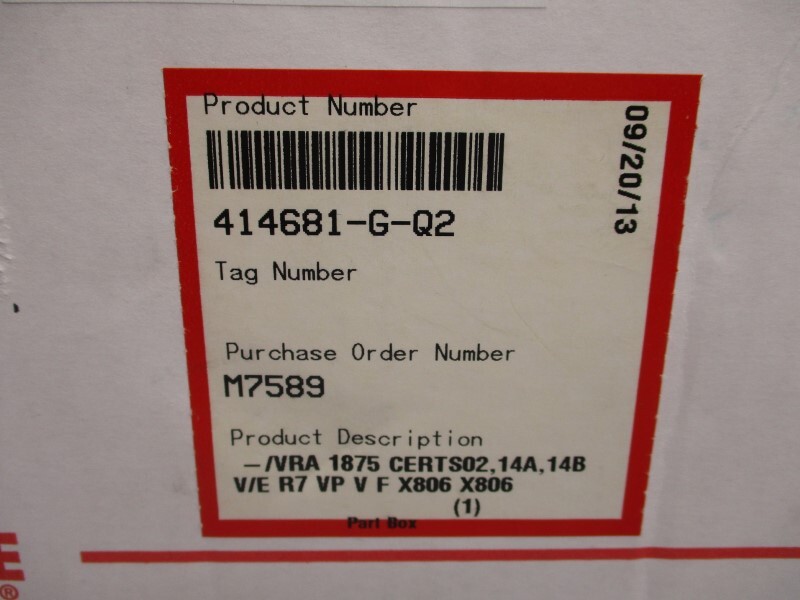 Product Number
09/20/13
414681-G-Q2
Tag Number
Purchase Order Number
M7589
Product Description
-/VRA 1875 CERTS02,14A,14B
V/E R7 VP V F X806 X806
(1)
Part Box
E
®